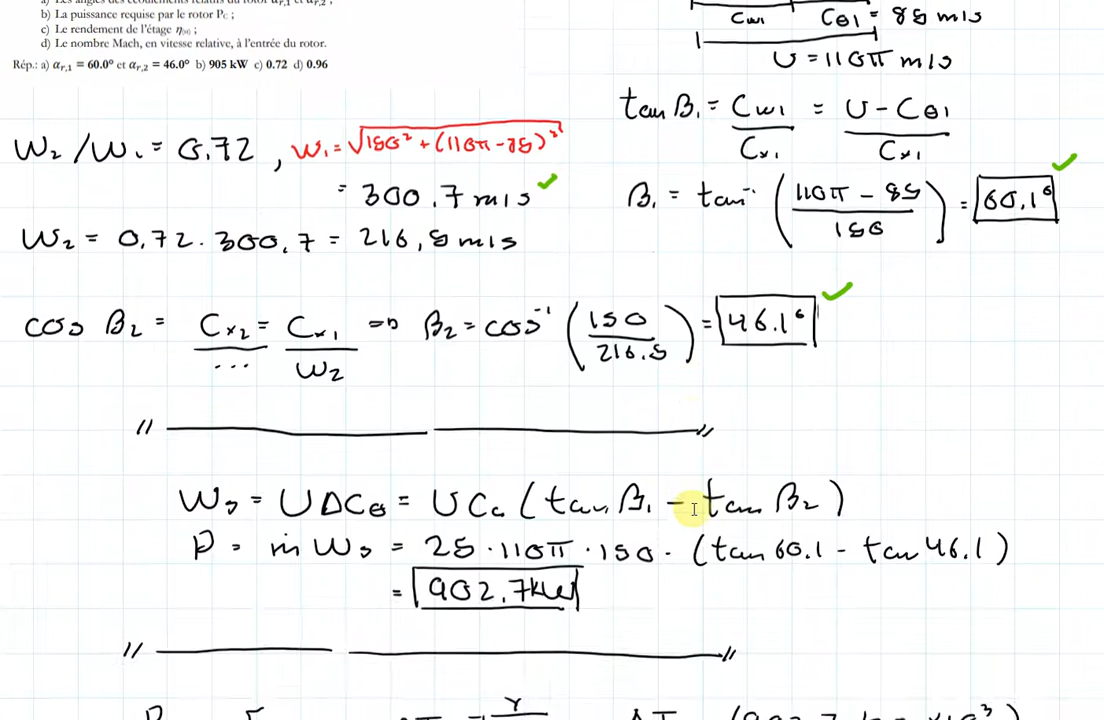 b) La puissance requise par le rotor P_C ;
c) Le rendement de l'étage
d) Le nombre Mach, en vitesse relative, à l'entrée du rotor.
Rép.: a) α_r,1 = 60.0° et α_r,2 = 46.0° b) 905 kW c) 0.72 d) 0.96
Cw1 Cθ1 = 85 m/s
U = 110π m/s
tan β1 = Cw1/Cx1 = (U - Cθ1)/Cx1
W2/W1 = 0.72 , W1 = √(150² + (110π - 85)²)
= 300.7 m/s ✓
β1 = tan⁻¹ ((110π - 85)/150) = 60.1° ✓
W2 = 0.72 . 300.7 = 216,5 m/s
cos β2 = Cx2/... = Cx1/W2 ⇒ β2 = cos⁻¹ (150/216.5) = 46.1° ✓
// //
= UΔCθ = U (tan β1 - tan β2)
P = ṁ = 25 · 110π · 150 · (tan 60.1 - tan 46.1)
= 902.7 kW
// //